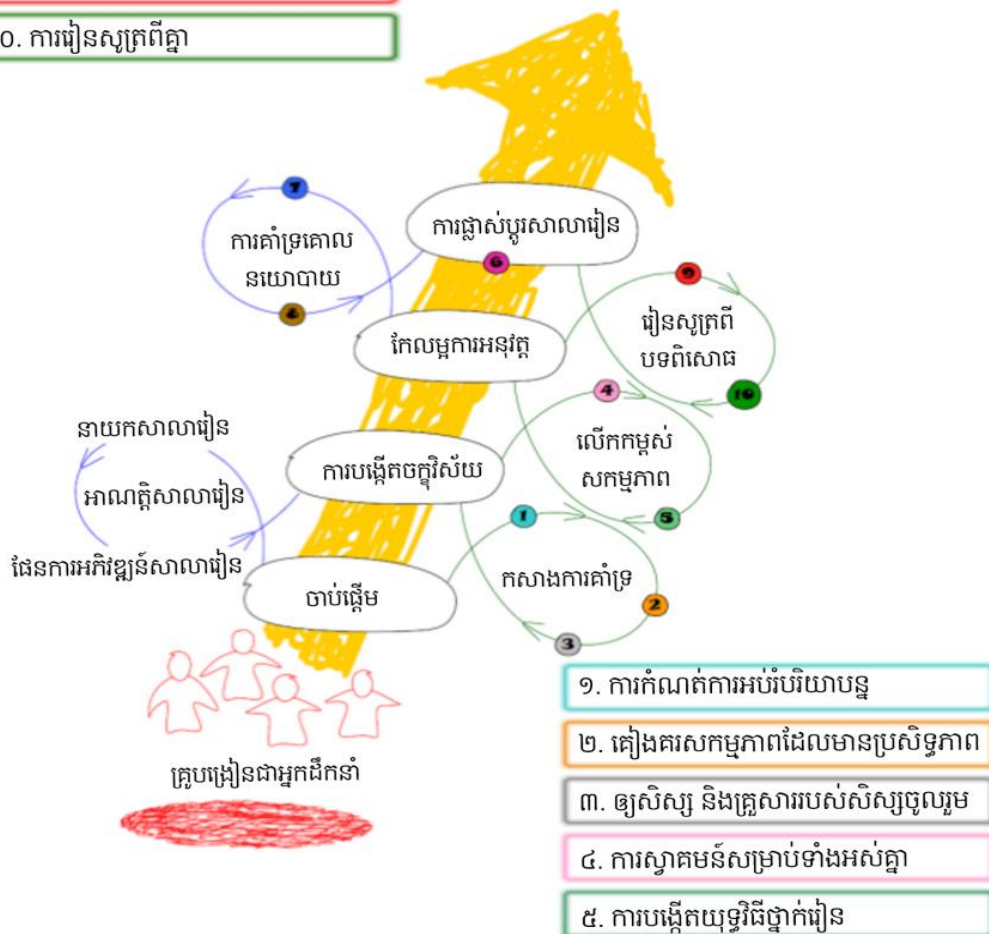 ០. ការរៀនសូត្រពីគ្នា
7
ការគាំទ្រគោល
នយោបាយ
ការផ្លាស់ប្តូរសាលារៀន
6
9
រៀនសូត្រពី
បទពិសោធ
10
កែលម្អការអនុវត្ត
4
លើកកម្ពស់
សកម្មភាព
5
នាយកសាលារៀន
អាណត្តិសាលារៀន
ផែនការអភិវឌ្ឍន៍សាលារៀន
ការបង្កើតចក្ខុវិស័យ
1
កសាងការគាំទ្រ
2
3
ចាប់ផ្តើម
គ្រូបង្រៀនជាអ្នកដឹកនាំ
១. ការកំណត់ការអប់រំបរិយាបន្ន
២. គៀងគរសកម្មភាពដែលមានប្រសិទ្ធភាព
៣. ឲ្យសិស្ស និងគ្រួសាររបស់សិស្សចូលរួម
៤. ការស្វាគមន៍សម្រាប់ទាំងអស់គ្នា
៥. ការបង្កើតយុទ្ធវិធីថ្នាក់រៀន